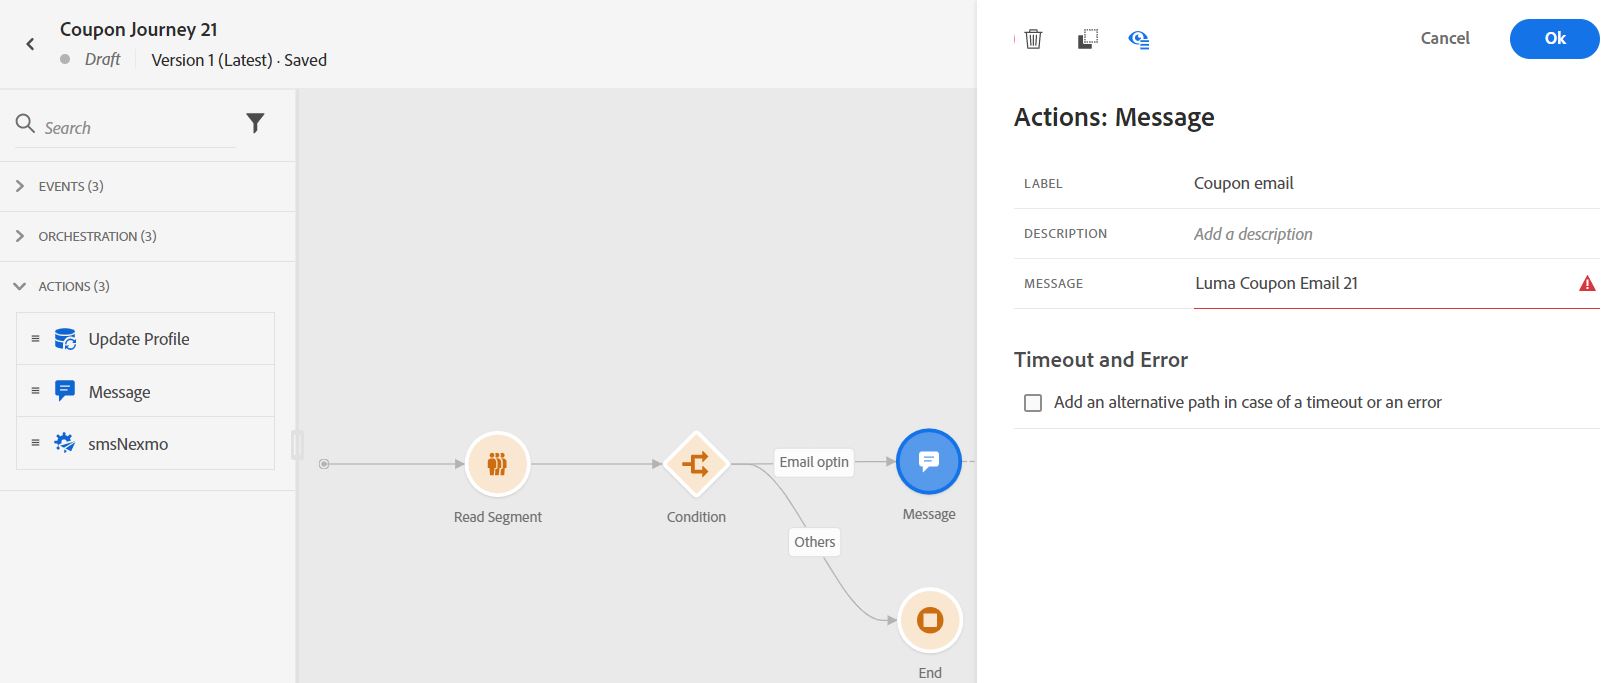 Coupon Journey 21
Draft
Version 1 (Latest) · Saved
Search
EVENTS (3)
ORCHESTRATION (3)
ACTIONS (3)
Update Profile
Message
smsNexmo
Read Segment
Condition
Email optin
Others
Message
End
Cancel
Ok
Actions: Message
LABEL Coupon email
DESCRIPTION Add a description
MESSAGE Luma Coupon Email 21
Timeout and Error
Add an alternative path in case of a timeout or an error